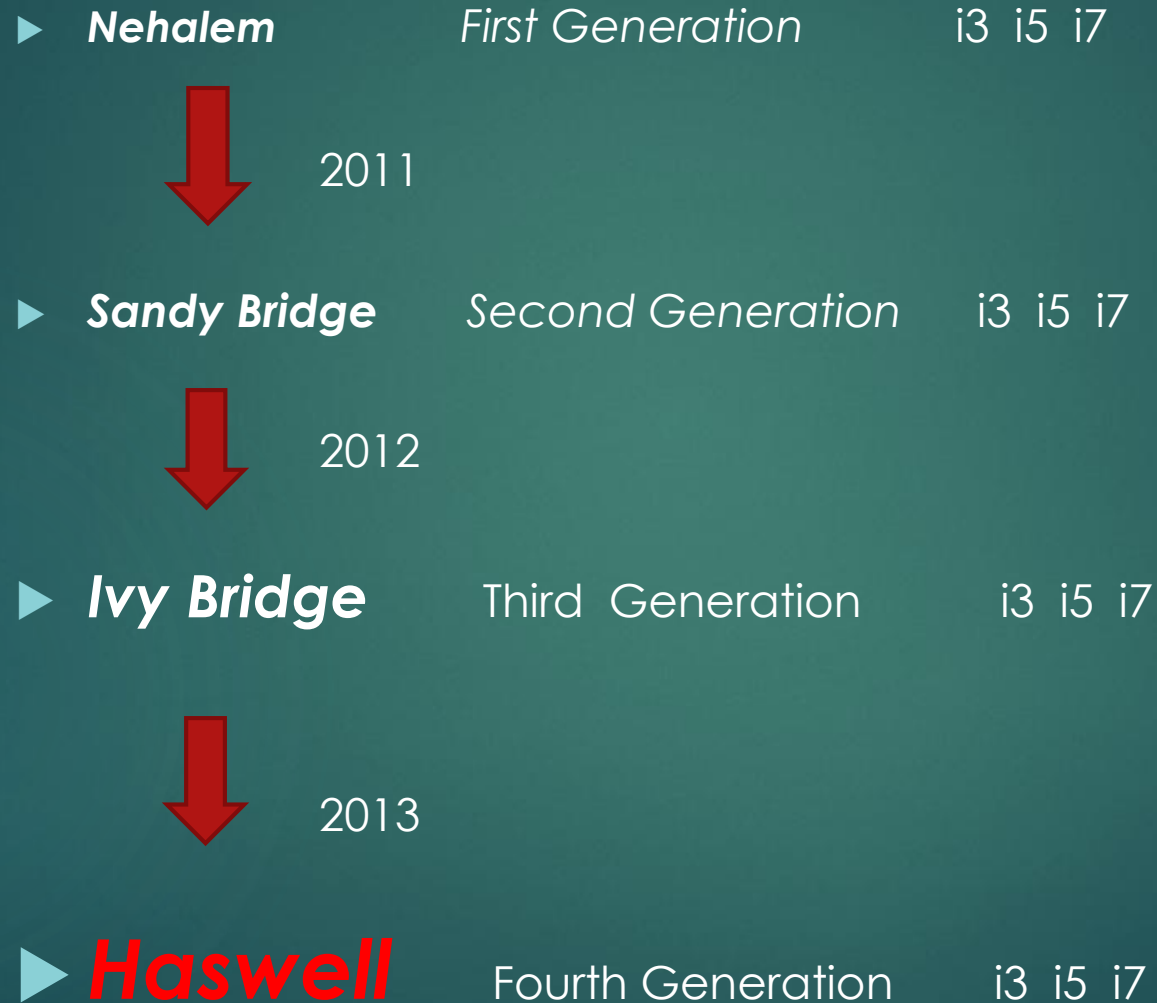 Nehalem First Generation i3 i5 i7
2011
Sandy Bridge Second Generation i3 i5 i7
2012
Ivy Bridge Third Generation i3 i5 i7
2013
Haswell Fourth Generation i3 i5 i7